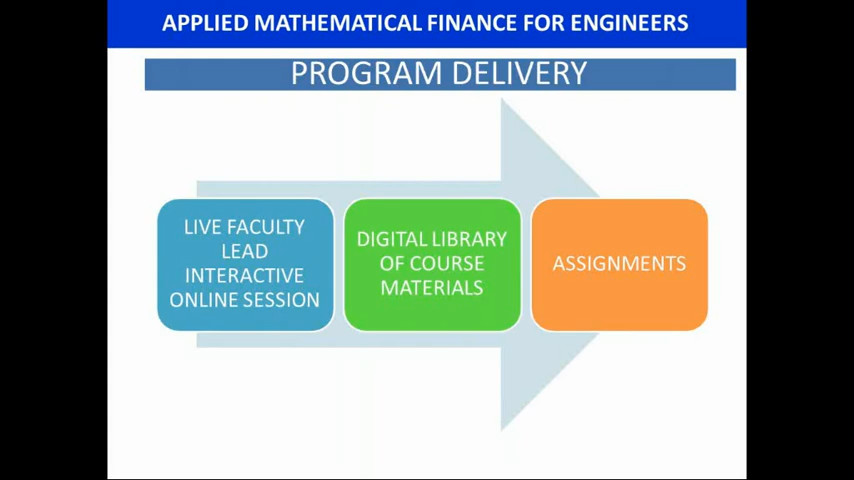 APPLIED MATHEMATICAL FINANCE FOR ENGINEERS
PROGRAM DELIVERY
LIVE FACULTY
LEAD
INTERACTIVE
ONLINE SESSION
DIGITAL LIBRARY
OF COURSE
MATERIALS
ASSIGNMENTS